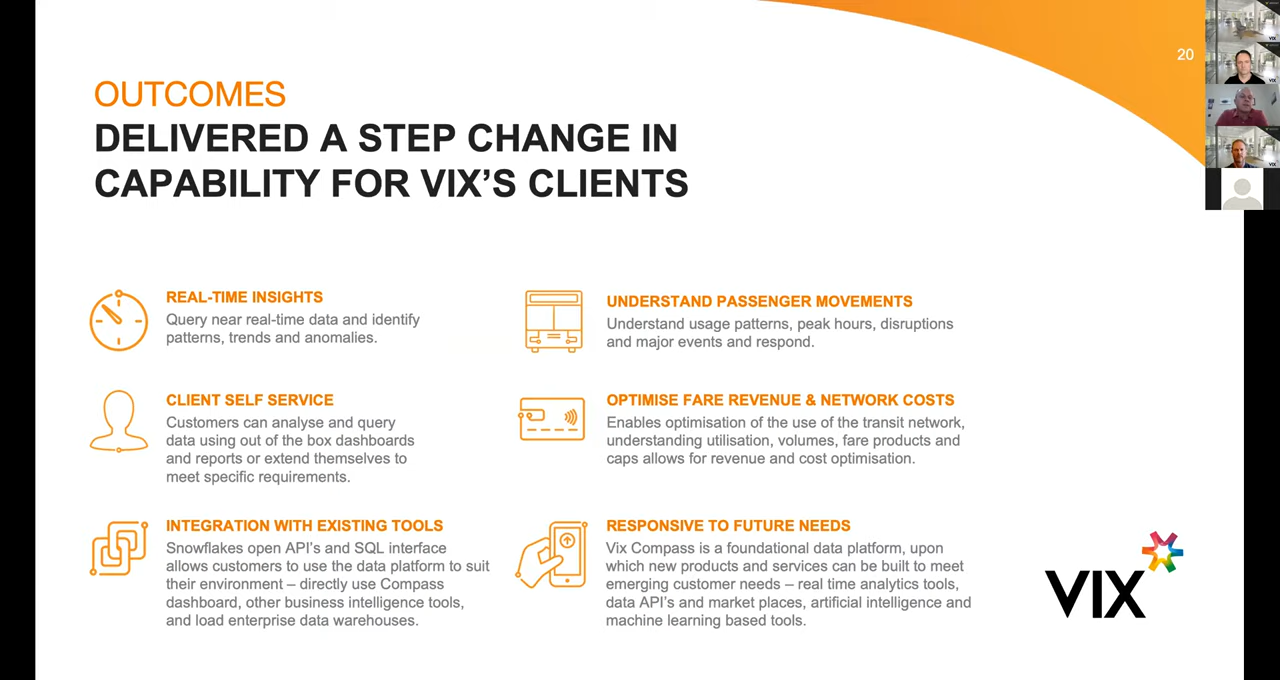 20
OUTCOMES
DELIVERED A STEP CHANGE IN
CAPABILITY FOR VIX’S CLIENTS
REAL-TIME INSIGHTS
Query near real-time data and identify
patterns, trends and anomalies.
UNDERSTAND PASSENGER MOVEMENTS
Understand usage patterns, peak hours, disruptions
and major events and respond.
CLIENT SELF SERVICE
Customers can analyse and query
data using out of the box dashboards
and reports or extend themselves to
meet specific requirements.
OPTIMISE FARE REVENUE & NETWORK COSTS
Enables optimisation of the use of the transit network,
understanding utilisation, volumes, fare products and
caps allows for revenue and cost optimisation.
INTEGRATION WITH EXISTING TOOLS
Snowflakes open API’s and SQL interface
allows customers to use the data platform to suit
their environment – directly use Compass
dashboard, other business intelligence tools,
and load enterprise data warehouses.
RESPONSIVE TO FUTURE NEEDS
Vix Compass is a foundational data platform, upon
which new products and services can be built to meet
emerging customer needs – real time analytics tools,
data API’s and market places, artificial intelligence and
machine learning based tools.
VIX
VIX
VIX
VIX